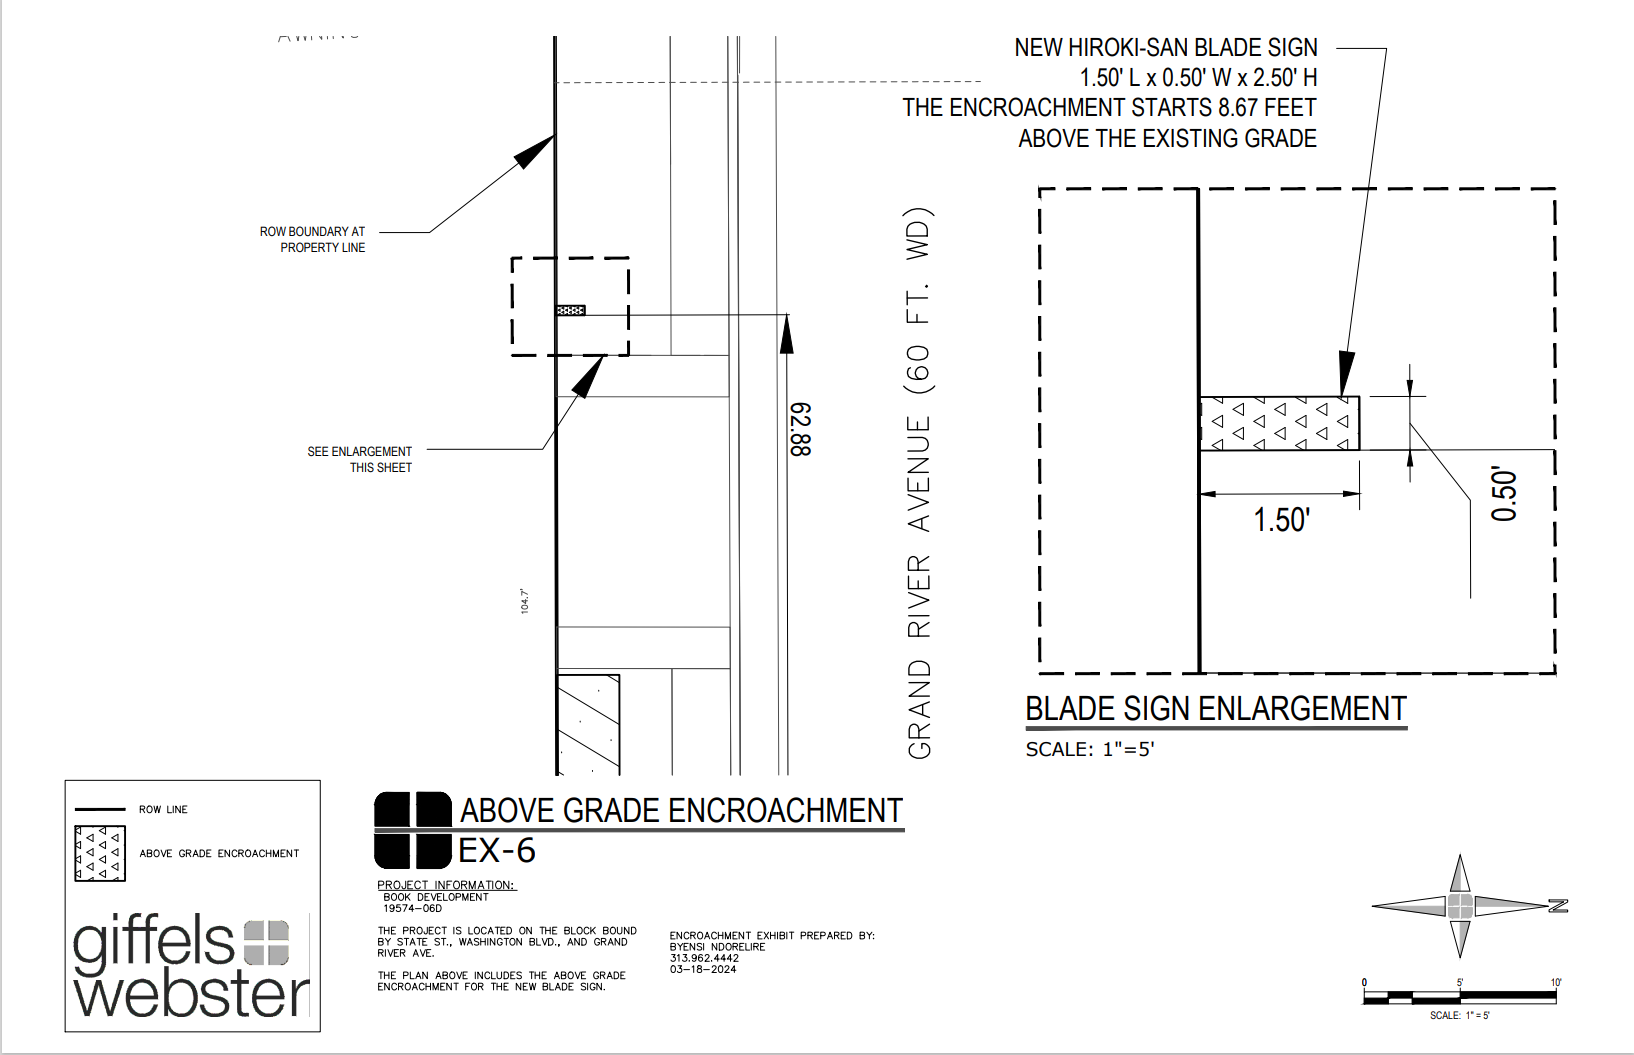 AWNING
NEW HIROKI-SAN BLADE SIGN
1.50' L x 0.50' W x 2.50' H
THE ENCROACHMENT STARTS 8.67 FEET
ABOVE THE EXISTING GRADE
ROW BOUNDARY AT
PROPERTY LINE
SEE ENLARGEMENT
THIS SHEET
62.88
104.7'
GRAND RIVER AVENUE (60 FT. WD)
1.50'
0.50'
BLADE SIGN ENLARGEMENT
SCALE: 1"=5'
ROW LINE
ABOVE GRADE ENCROACHMENT
giffels
webster
ABOVE GRADE ENCROACHMENT
EX-6
PROJECT INFORMATION:
BOOK DEVELOPMENT
19574-06D
THE PROJECT IS LOCATED ON THE BLOCK BOUND
BY STATE ST., WASHINGTON BLVD., AND GRAND
RIVER AVE.
THE PLAN ABOVE INCLUDES THE ABOVE GRADE
ENCROACHMENT FOR THE NEW BLADE SIGN.
ENCROACHMENT EXHIBIT PREPARED BY:
BYENSI NDORELIRE
313.962.4442
03-18-2024
N
0 5' 10'
SCALE: 1" = 5'